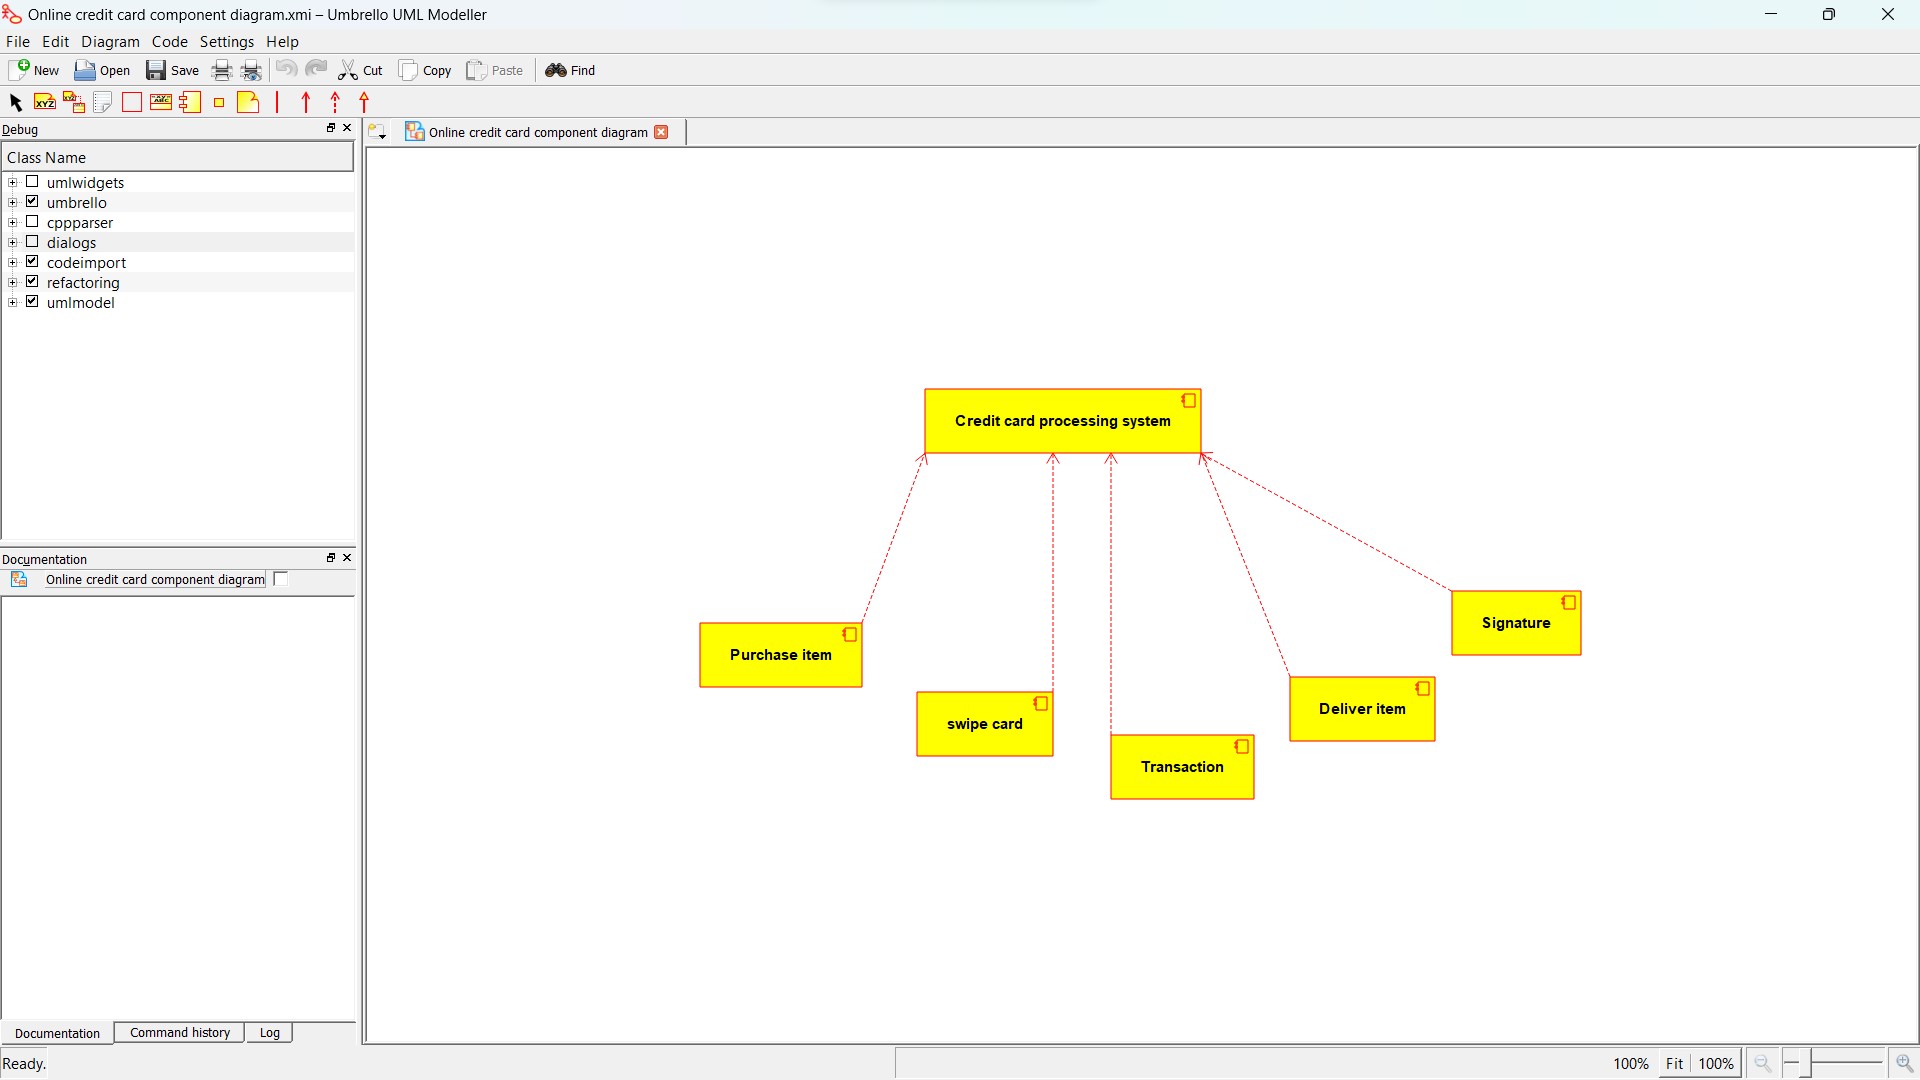 Online credit card component diagram.xmi – Umbrello UML Modeller
File Edit Diagram Code Settings Help
New Open Save Cut Copy Paste Find
XYZ XYZ ABC
Debug
Online credit card component diagram
Class Name
umlwidgets
umbrello
cppparser
dialogs
codeimport
refactoring
umlmodel
Credit card processing system
Purchase item
swipe card
Transaction
Deliver item
Signature
Documentation
Online credit card component diagram
Documentation Command history Log
Ready.
100% Fit 100%